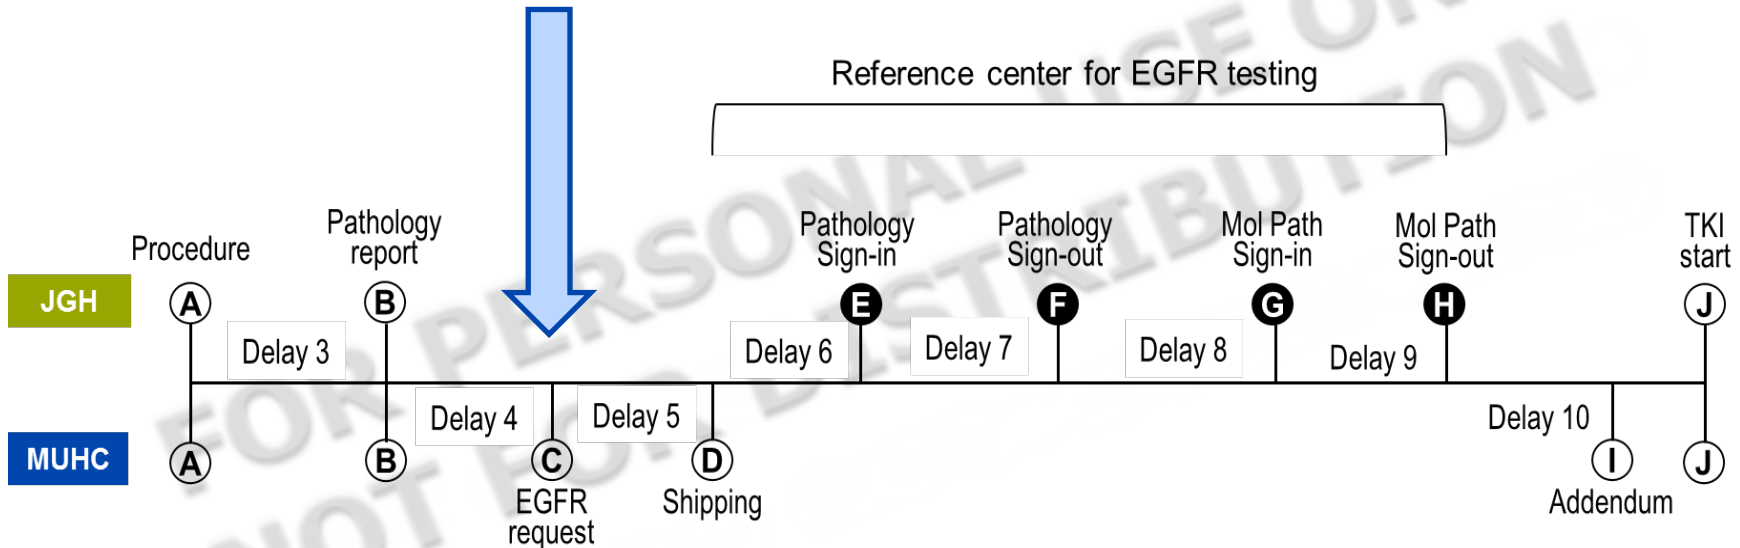 Reference center for EGFR testing
Procedure
Pathology
report
Pathology
Sign-in
Pathology
Sign-out
Mol Path
Sign-in
Mol Path
Sign-out
TKI
start
JGH
A
B
E
F
G
H
J
Delay 3
Delay 6
Delay 7
Delay 8
Delay 9
Delay 4
Delay 5
Delay 10
MUHC
A
B
C
D
I
J
EGFR
request
Shipping
Addendum
FOR PERSONAL USE ON
NOT FOR DISTRIBUTION